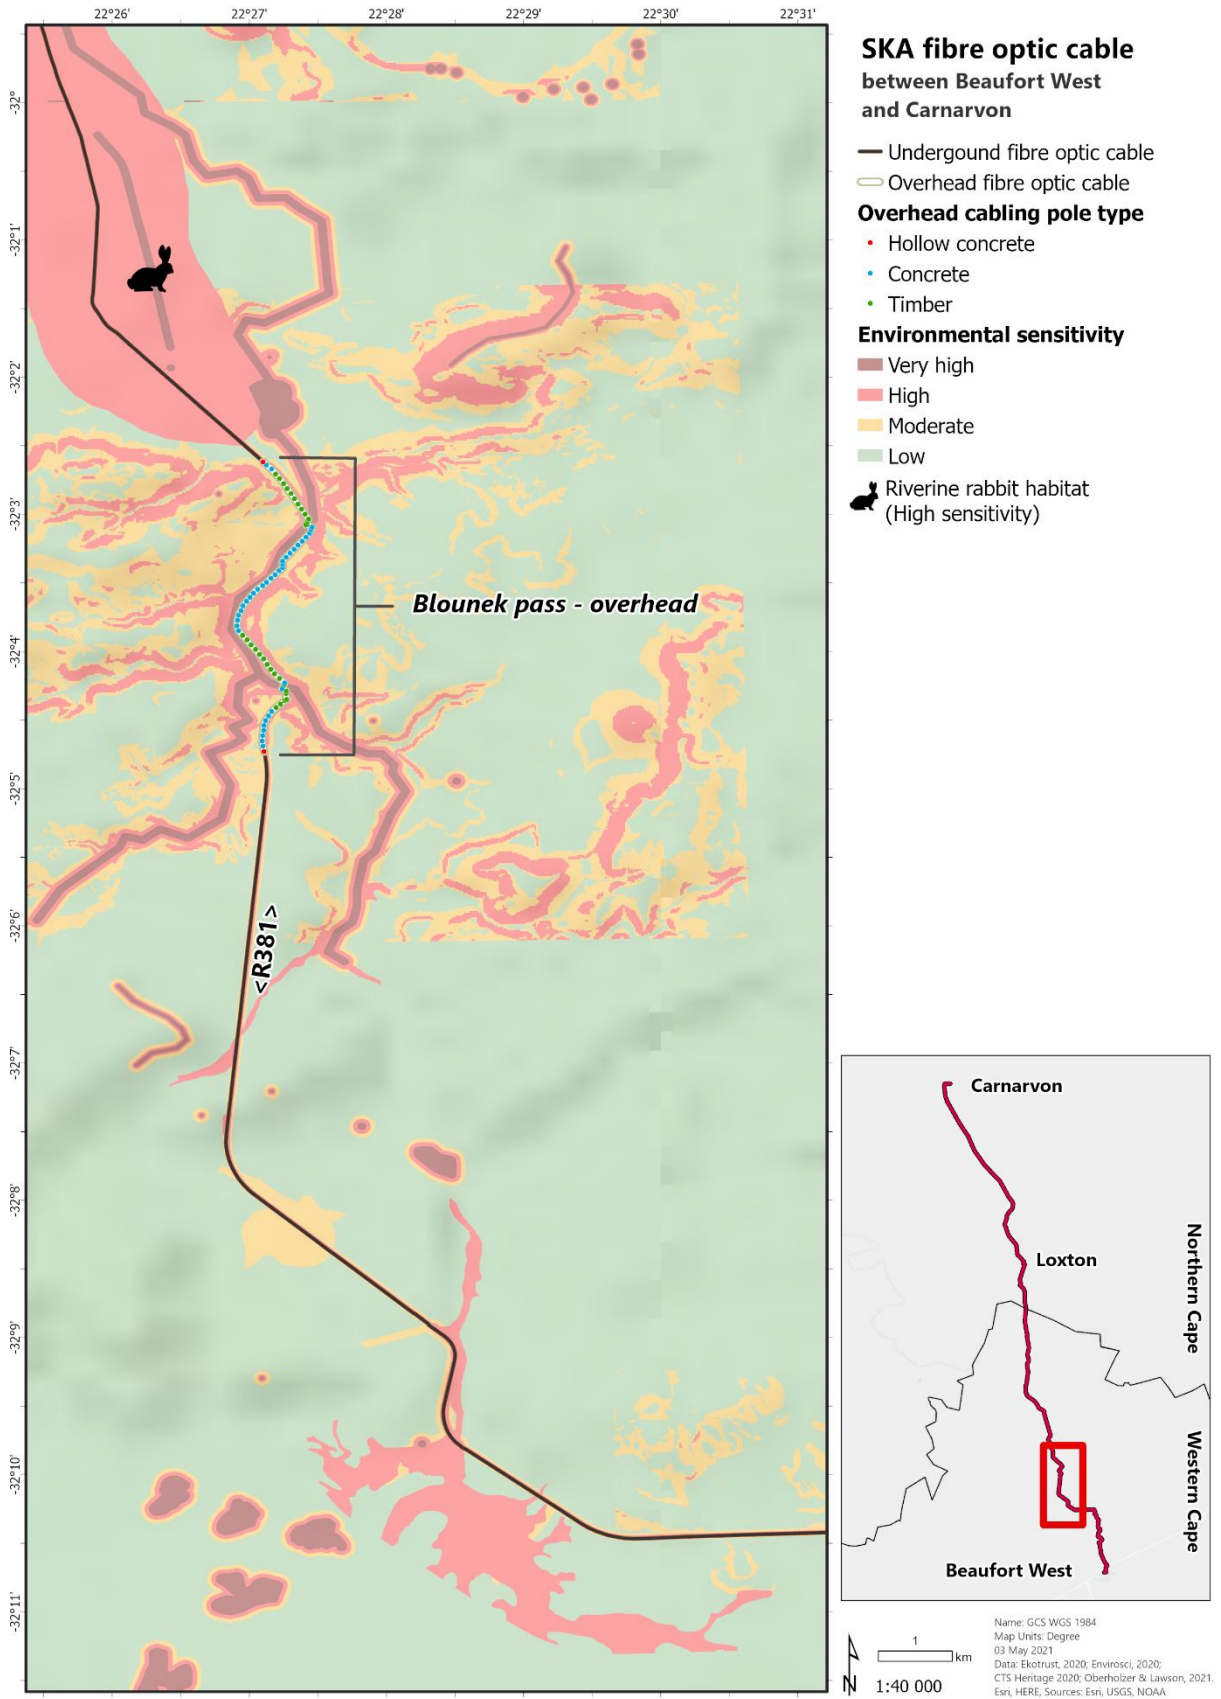 22°26' 22°27' 22°28' 22°29' 22°30' 22°31'
-32°
-32°1'
-32°2'
-32°3'
-32°4'
-32°5'
-32°6'
-32°7'
-32°8'
-32°9'
-32°10'
-32°11'
Blounek pass - overhead
<R381>
SKA fibre optic cable
between Beaufort West
and Carnarvon
Undergound fibre optic cable
Overhead fibre optic cable
Overhead cabling pole type
Hollow concrete
Concrete
Timber
Environmental sensitivity
Very high
High
Moderate
Low
Riverine rabbit habitat
(High sensitivity)
Carnarvon
Loxton
Northern Cape
Western Cape
Beaufort West
N
1
km
1:40 000
Name: GCS WGS 1984
Map Units: Degree
03 May 2021
Data: Ekotrust, 2020; Envirosci, 2020;
CTS Heritage 2020; Oberholzer & Lawson, 2021.
Esri, HERE, Sources: Esri, USGS, NOAA